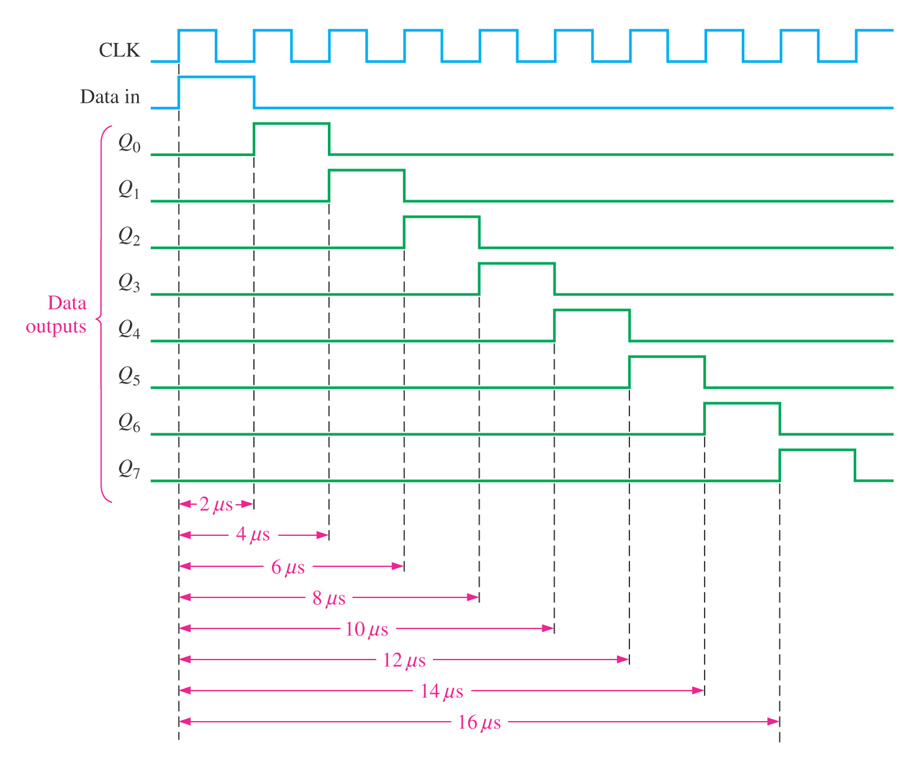 CLK
Data in
Q0
Q1
Q2
Q3
Data
outputs
Q4
Q5
Q6
Q7
2 μs
4 μs
6 μs
8 μs
10 μs
12 μs
14 μs
16 μs